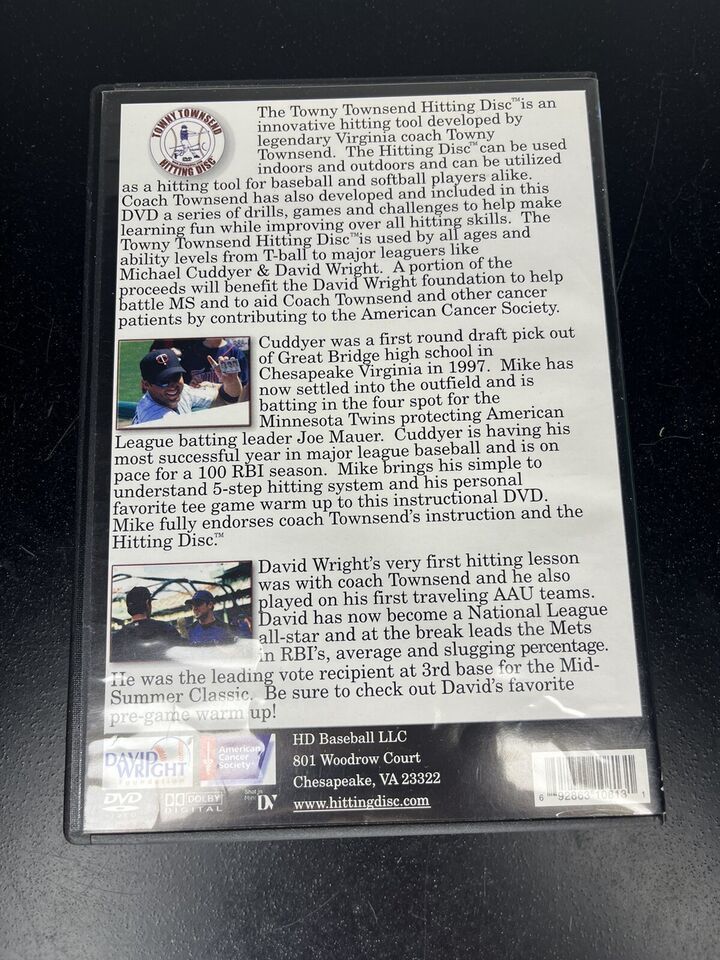 TOWNY TOWNSEND
HITTING DISC
The Towny Townsend Hitting Disc™ is an
innovative hitting tool developed by
legendary Virginia coach Towny
Townsend. The Hitting Disc™ can be used
indoors and outdoors and can be utilized
as a hitting tool for baseball and softball players alike.
Coach Townsend has also developed and included in this
DVD a series of drills, games and challenges to help make
learning fun while improving over all hitting skills. The
Towny Townsend Hitting Disc™ is used by all ages and
ability levels from T-ball to major leaguers like
Michael Cuddyer & David Wright. A portion of the
proceeds will benefit the David Wright foundation to help
battle MS and to aid Coach Townsend and other cancer
patients by contributing to the American Cancer Society.
Cuddyer was a first round draft pick out
of Great Bridge high school in
Chesapeake Virginia in 1997. Mike has
now settled into the outfield and is
batting in the four spot for the
Minnesota Twins protecting American
League batting leader Joe Mauer. Cuddyer is having his
most successful year in major league baseball and is on
pace for a 100 RBI season. Mike brings his simple to
understand 5-step hitting system and his personal
favorite tee game warm up to this instructional DVD.
Mike fully endorses coach Townsend's instruction and the
Hitting Disc.™
David Wright's very first hitting lesson
was with coach Townsend and he also
played on his first traveling AAU teams.
David has now become a National League
all-star and at the break leads the Mets
in RBI's, average and slugging percentage.
He was the leading vote recipient at 3rd base for the Mid-
Summer Classic. Be sure to check out David's favorite
pre-game warm up!
DAVID
WRIGHT
Foundation
American
Cancer
Society
HD Baseball LLC
801 Woodrow Court
Chesapeake, VA 23322
www.hittingdisc.com
DVD
DOLBY
DIGITAL
Shot in
Mini DV
6 92863 10813 1